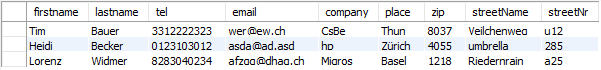 firstname lastname tel email company place zip streetName streetNr
Tim Bauer 3312222323 wer@ew.ch CsBe Thun 8037 Veilchenweg u12
Heidi Becker 0123103012 asda@ad.asd hp Zürich 4055 umbrella 285
Lorenz Widmer 8283040234 afzgg@dhag.ch Migros Basel 1218 Riedernrain a25